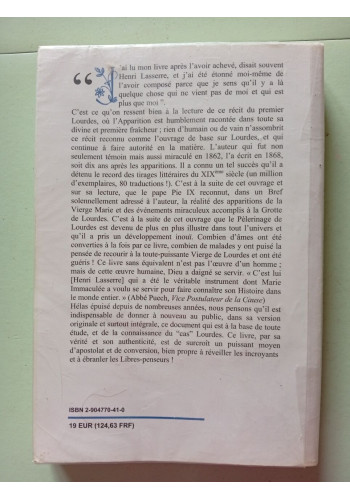 “ J'ai lu mon livre après l'avoir achevé, disait souvent
Henri Lasserre, et j'ai été étonné moi-même de
l'avoir composé parce que je sens qu'il y a là
quelque chose qui ne vient pas de moi et qui est
plus que moi ”.
C'est ce qu'on ressent bien à la lecture de ce récit du premier
Lourdes, où l'Apparition est humblement racontée dans toute sa
divine et première fraîcheur ; rien d'humain ou de vain n'assombrit
ce récit reconnu comme l'ouvrage de base sur Lourdes, et qui
continue à faire autorité en la matière. L'auteur qui fut non
seulement témoin mais aussi miraculé en 1862, l'a écrit en 1868,
soit dix ans après les apparitions. Il a connu un tel succès qu'il a
détenu le record des tirages littéraires du XIXème siècle (un million
d'exemplaires, 80 traductions !). C'est à la suite de cet ouvrage et
sur sa lecture, que le pape Pie IX reconnut, dans un Bref
solennellement adressé à l'auteur, la réalité des apparitions de la
Vierge Marie et des événements miraculeux accomplis à la Grotte
de Lourdes. C'est à la suite de cet ouvrage que le Pèlerinage de
Lourdes est devenu de plus en plus illustre dans tout l'univers et
qu'il a pris un développement inouï. Combien d'âmes ont été
converties à la fois par ce livre, combien de malades y ont puisé la
pensée de recourir à la toute-puissante Vierge de Lourdes et ont été
guéris ! Ce livre sans équivalent n'est pas l'œuvre d'un homme ;
mais de cette œuvre humaine, Dieu a daigné se servir. « C'est lui
[Henri Lasserre] qui a été le véritable instrument dont Marie
Immaculée a voulu se servir pour faire connaître son Histoire dans
le monde entier. » (Abbé Puech, Vice Postulateur de la Cause)
Hélas épuisé depuis de nombreuses années, nous pensons qu'il est
indispensable de donner à nouveau au public, dans sa version
originale et surtout intégrale, ce document qui est à la base de toute
étude, et de la connaissance du “cas” Lourdes. Ce livre, par sa
vérité et son authenticité, est de surcroît un puissant moyen
d'apostolat et de conversion, bien propre à réveiller les incroyants
et à ébranler les Libres-penseurs !
ISBN 2-904770-41-0
19 EUR (124,63 FRF)